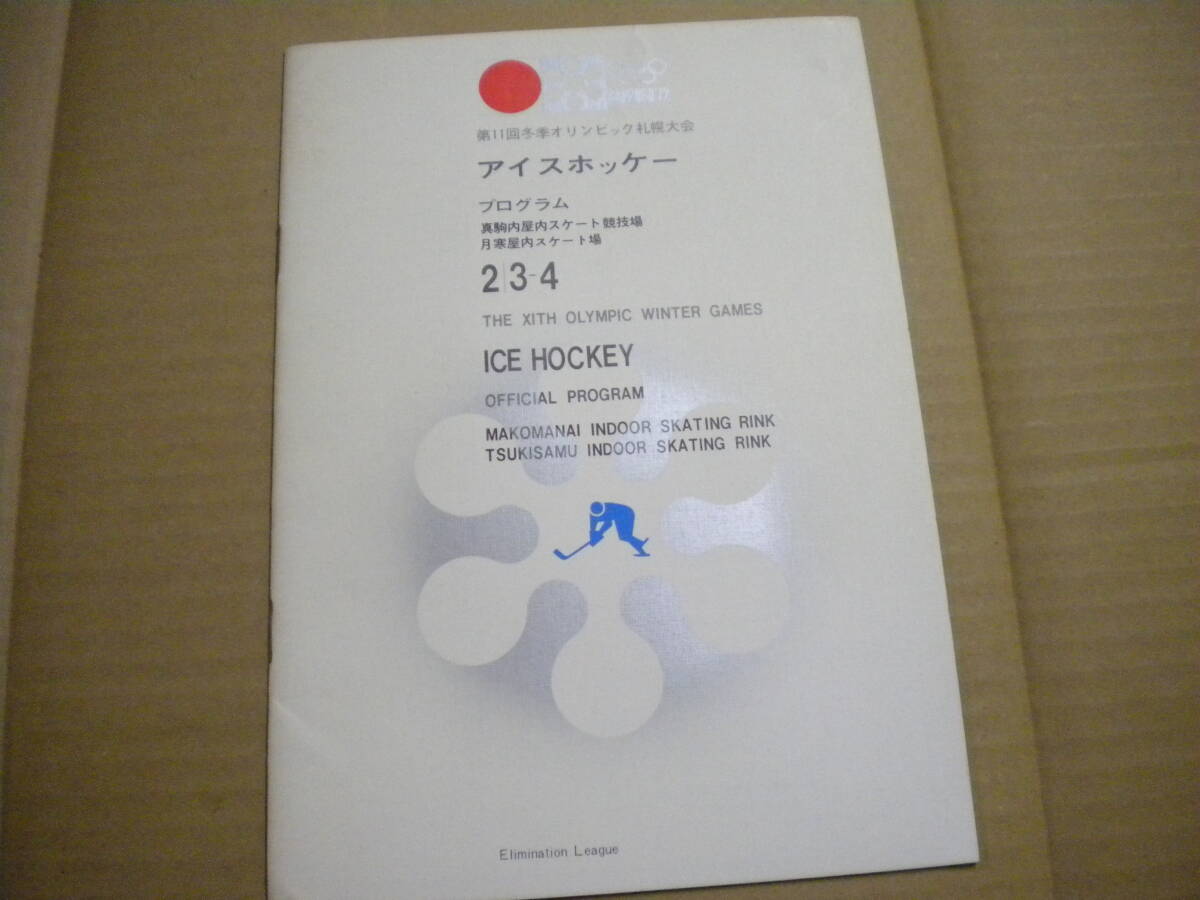 第11回冬季オリンピック札幌大会
アイスホッケー
プログラム
真駒内屋内スケート競技場
月寒屋内スケート場
2|3-4
THE XITH OLYMPIC WINTER GAMES
ICE HOCKEY
OFFICIAL PROGRAM
MAKOMANAI INDOOR SKATING RINK
TSUKISAMU INDOOR SKATING RINK
Elimination League